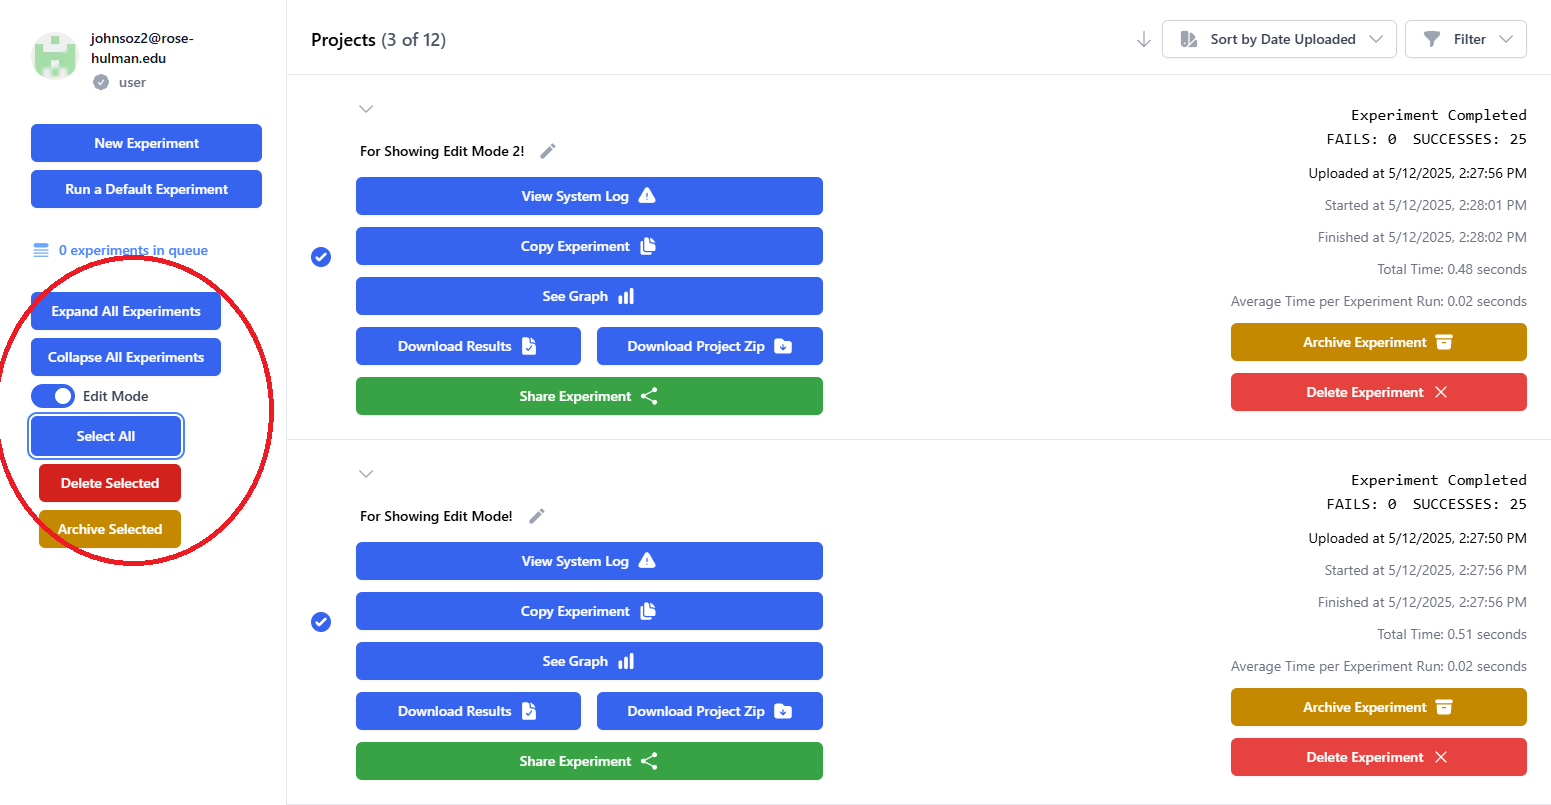 johnsoz2@rose-
hulman.edu
user
New Experiment
Run a Default Experiment
0 experiments in queue
Expand All Experiments
Collapse All Experiments
Edit Mode
Select All
Delete Selected
Archive Selected
Projects (3 of 12)
Sort by Date Uploaded
Filter
For Showing Edit Mode 2!
View System Log
Copy Experiment
See Graph
Download Results
Download Project Zip
Share Experiment
Experiment Completed
FAILS: 0 SUCCESSES: 25
Uploaded at 5/12/2025, 2:27:56 PM
Started at 5/12/2025, 2:28:01 PM
Finished at 5/12/2025, 2:28:02 PM
Total Time: 0.48 seconds
Average Time per Experiment Run: 0.02 seconds
Archive Experiment
Delete Experiment
For Showing Edit Mode!
View System Log
Copy Experiment
See Graph
Download Results
Download Project Zip
Share Experiment
Experiment Completed
FAILS: 0 SUCCESSES: 25
Uploaded at 5/12/2025, 2:27:50 PM
Started at 5/12/2025, 2:27:56 PM
Finished at 5/12/2025, 2:27:56 PM
Total Time: 0.51 seconds
Average Time per Experiment Run: 0.02 seconds
Archive Experiment
Delete Experiment